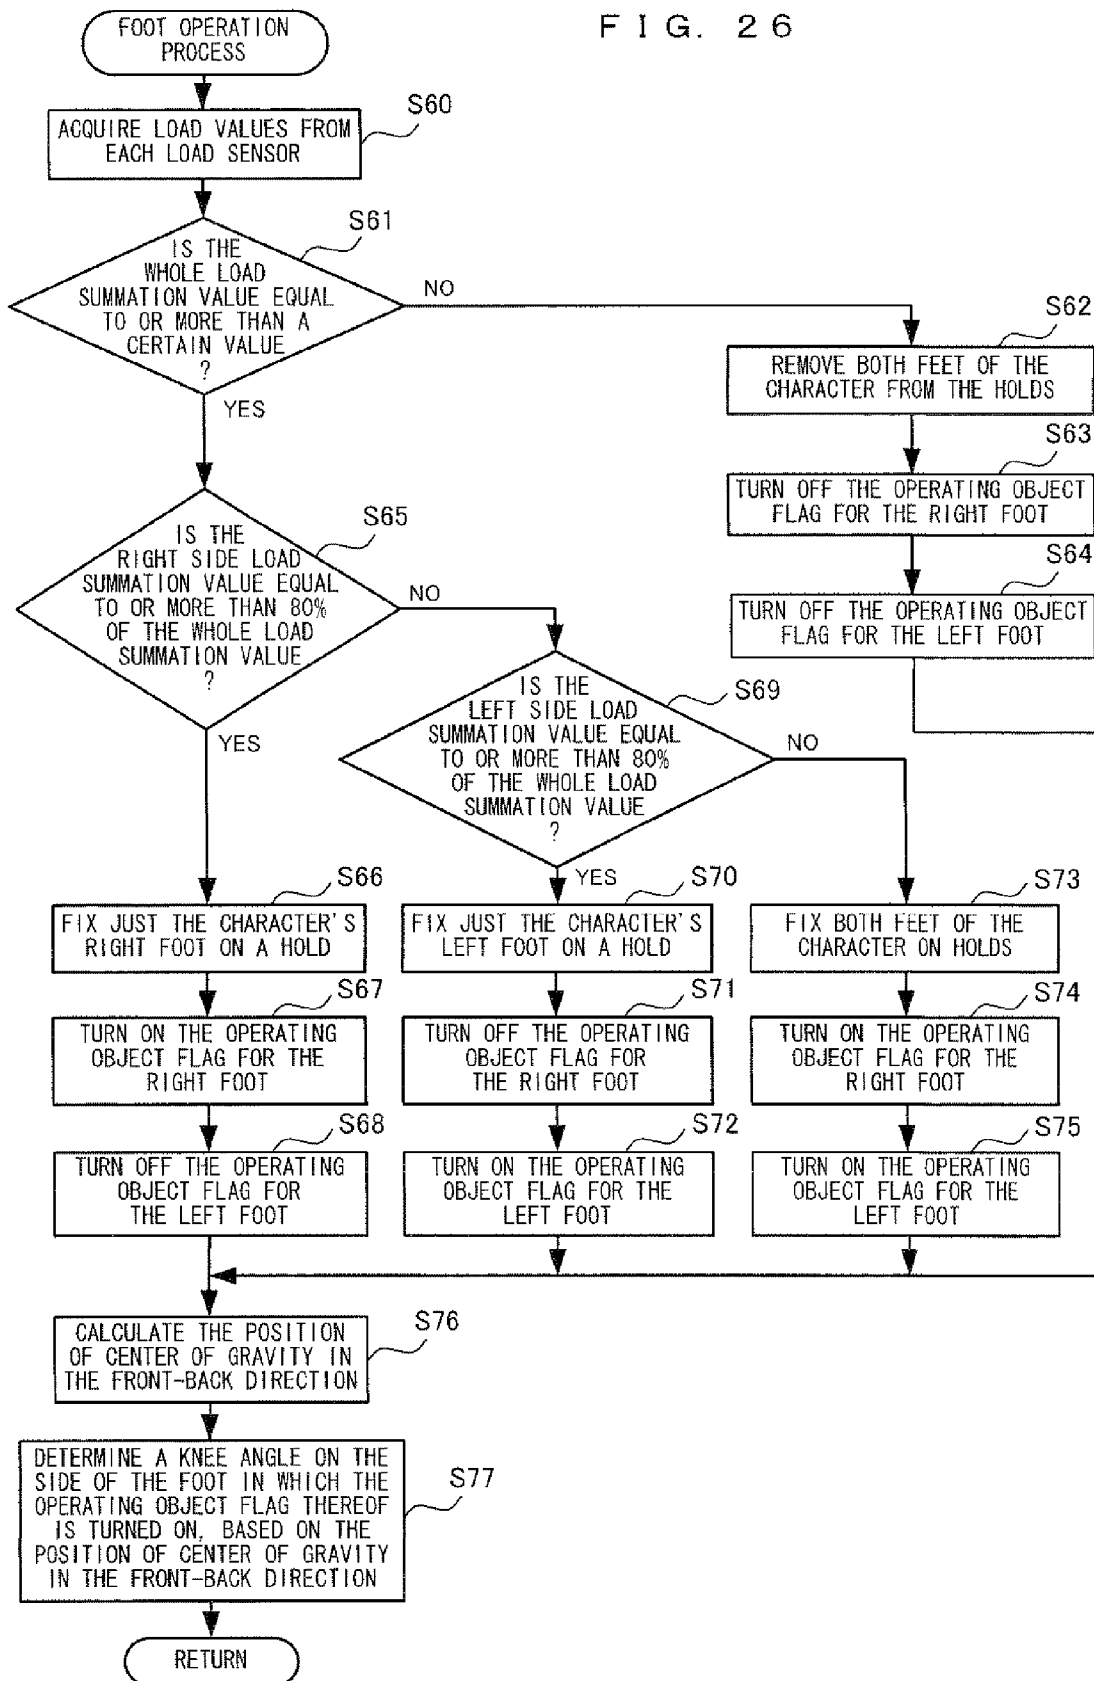 FIG. 26
FOOT OPERATION
PROCESS
S60
ACQUIRE LOAD VALUES FROM
EACH LOAD SENSOR
S61
IS THE
WHOLE LOAD
SUMMATION VALUE EQUAL
TO OR MORE THAN A
CERTAIN VALUE
?
NO
YES
S62
REMOVE BOTH FEET OF THE
CHARACTER FROM THE HOLDS
S63
TURN OFF THE OPERATING OBJECT
FLAG FOR THE RIGHT FOOT
S64
TURN OFF THE OPERATING OBJECT
FLAG FOR THE LEFT FOOT
S65
IS THE
RIGHT SIDE LOAD
SUMMATION VALUE EQUAL
TO OR MORE THAN 80%
OF THE WHOLE LOAD
SUMMATION VALUE
?
NO
YES
S69
IS THE
LEFT SIDE LOAD
SUMMATION VALUE EQUAL
TO OR MORE THAN 80%
OF THE WHOLE LOAD
SUMMATION VALUE
?
NO
YES
S66
FIX JUST THE CHARACTER'S
RIGHT FOOT ON A HOLD
S67
TURN ON THE OPERATING
OBJECT FLAG FOR THE
RIGHT FOOT
S68
TURN OFF THE OPERATING
OBJECT FLAG FOR
THE LEFT FOOT
S70
FIX JUST THE CHARACTER'S
LEFT FOOT ON A HOLD
S71
TURN OFF THE OPERATING
OBJECT FLAG FOR
THE RIGHT FOOT
S72
TURN ON THE OPERATING
OBJECT FLAG FOR THE
LEFT FOOT
S73
FIX BOTH FEET OF THE
CHARACTER ON HOLDS
S74
TURN ON THE OPERATING
OBJECT FLAG FOR THE
RIGHT FOOT
S75
TURN ON THE OPERATING
OBJECT FLAG FOR THE
LEFT FOOT
S76
CALCULATE THE POSITION
OF CENTER OF GRAVITY IN
THE FRONT-BACK DIRECTION
S77
DETERMINE A KNEE ANGLE ON THE
SIDE OF THE FOOT IN WHICH THE
OPERATING OBJECT FLAG THEREOF
IS TURNED ON, BASED ON THE
POSITION OF CENTER OF GRAVITY
IN THE FRONT-BACK DIRECTION
RETURN